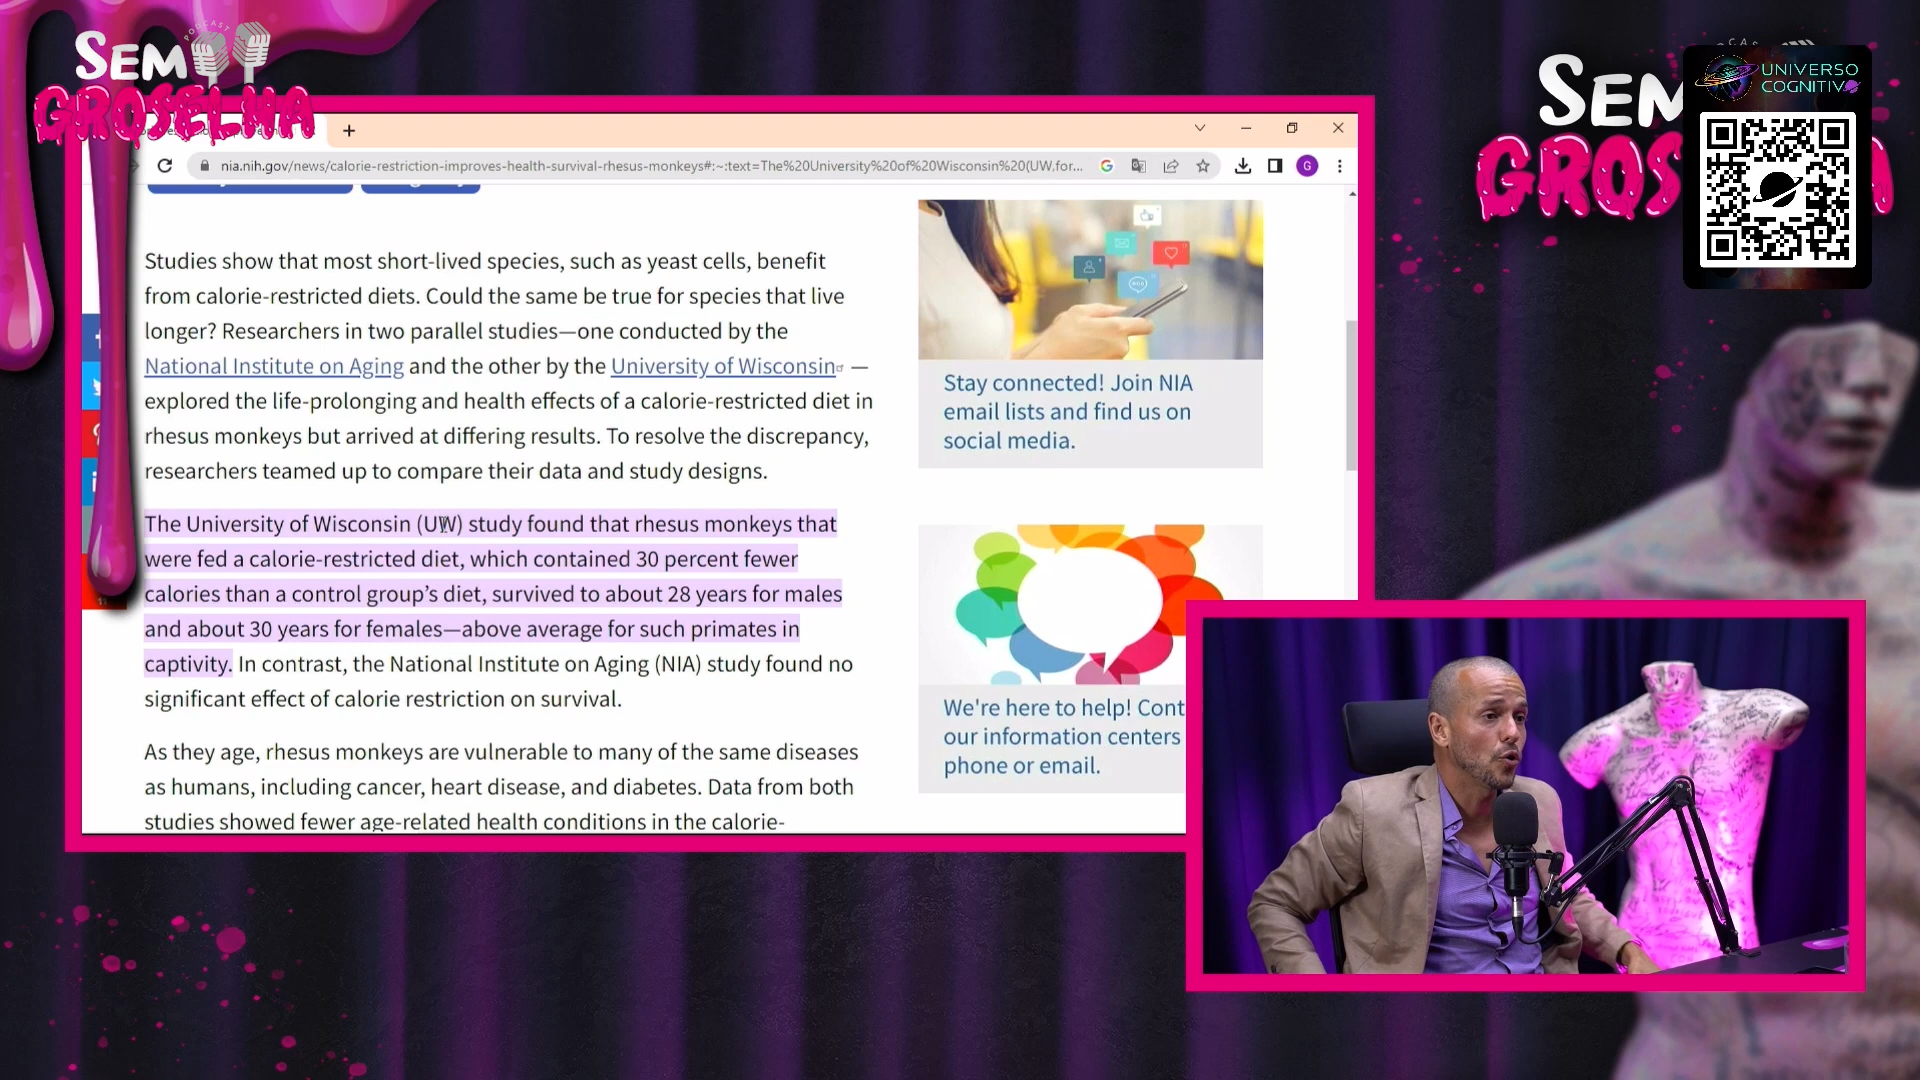 PODCAST
SEM
GROSELHA
nia.nih.gov/news/calorie-restriction-improves-health-survival-rhesus-monkeys#:~:text=The%20University%20of%20Wisconsin%20(UW,for...
G
Studies show that most short-lived species, such as yeast cells, benefit
from calorie-restricted diets. Could the same be true for species that live
longer? Researchers in two parallel studies—one conducted by the
National Institute on Aging and the other by the University of Wisconsin —
explored the life-prolonging and health effects of a calorie-restricted diet in
rhesus monkeys but arrived at differing results. To resolve the discrepancy,
researchers teamed up to compare their data and study designs.
The University of Wisconsin (UW) study found that rhesus monkeys that
were fed a calorie-restricted diet, which contained 30 percent fewer
calories than a control group’s diet, survived to about 28 years for males
and about 30 years for females—above average for such primates in
captivity. In contrast, the National Institute on Aging (NIA) study found no
significant effect of calorie restriction on survival.
As they age, rhesus monkeys are vulnerable to many of the same diseases
as humans, including cancer, heart disease, and diabetes. Data from both
studies showed fewer age-related health conditions in the calorie-
Stay connected! Join NIA
email lists and find us on
social media.
We're here to help! Cont
our information centers
phone or email.
SEM
GROS
A
UNIVERSO
COGNITIVO